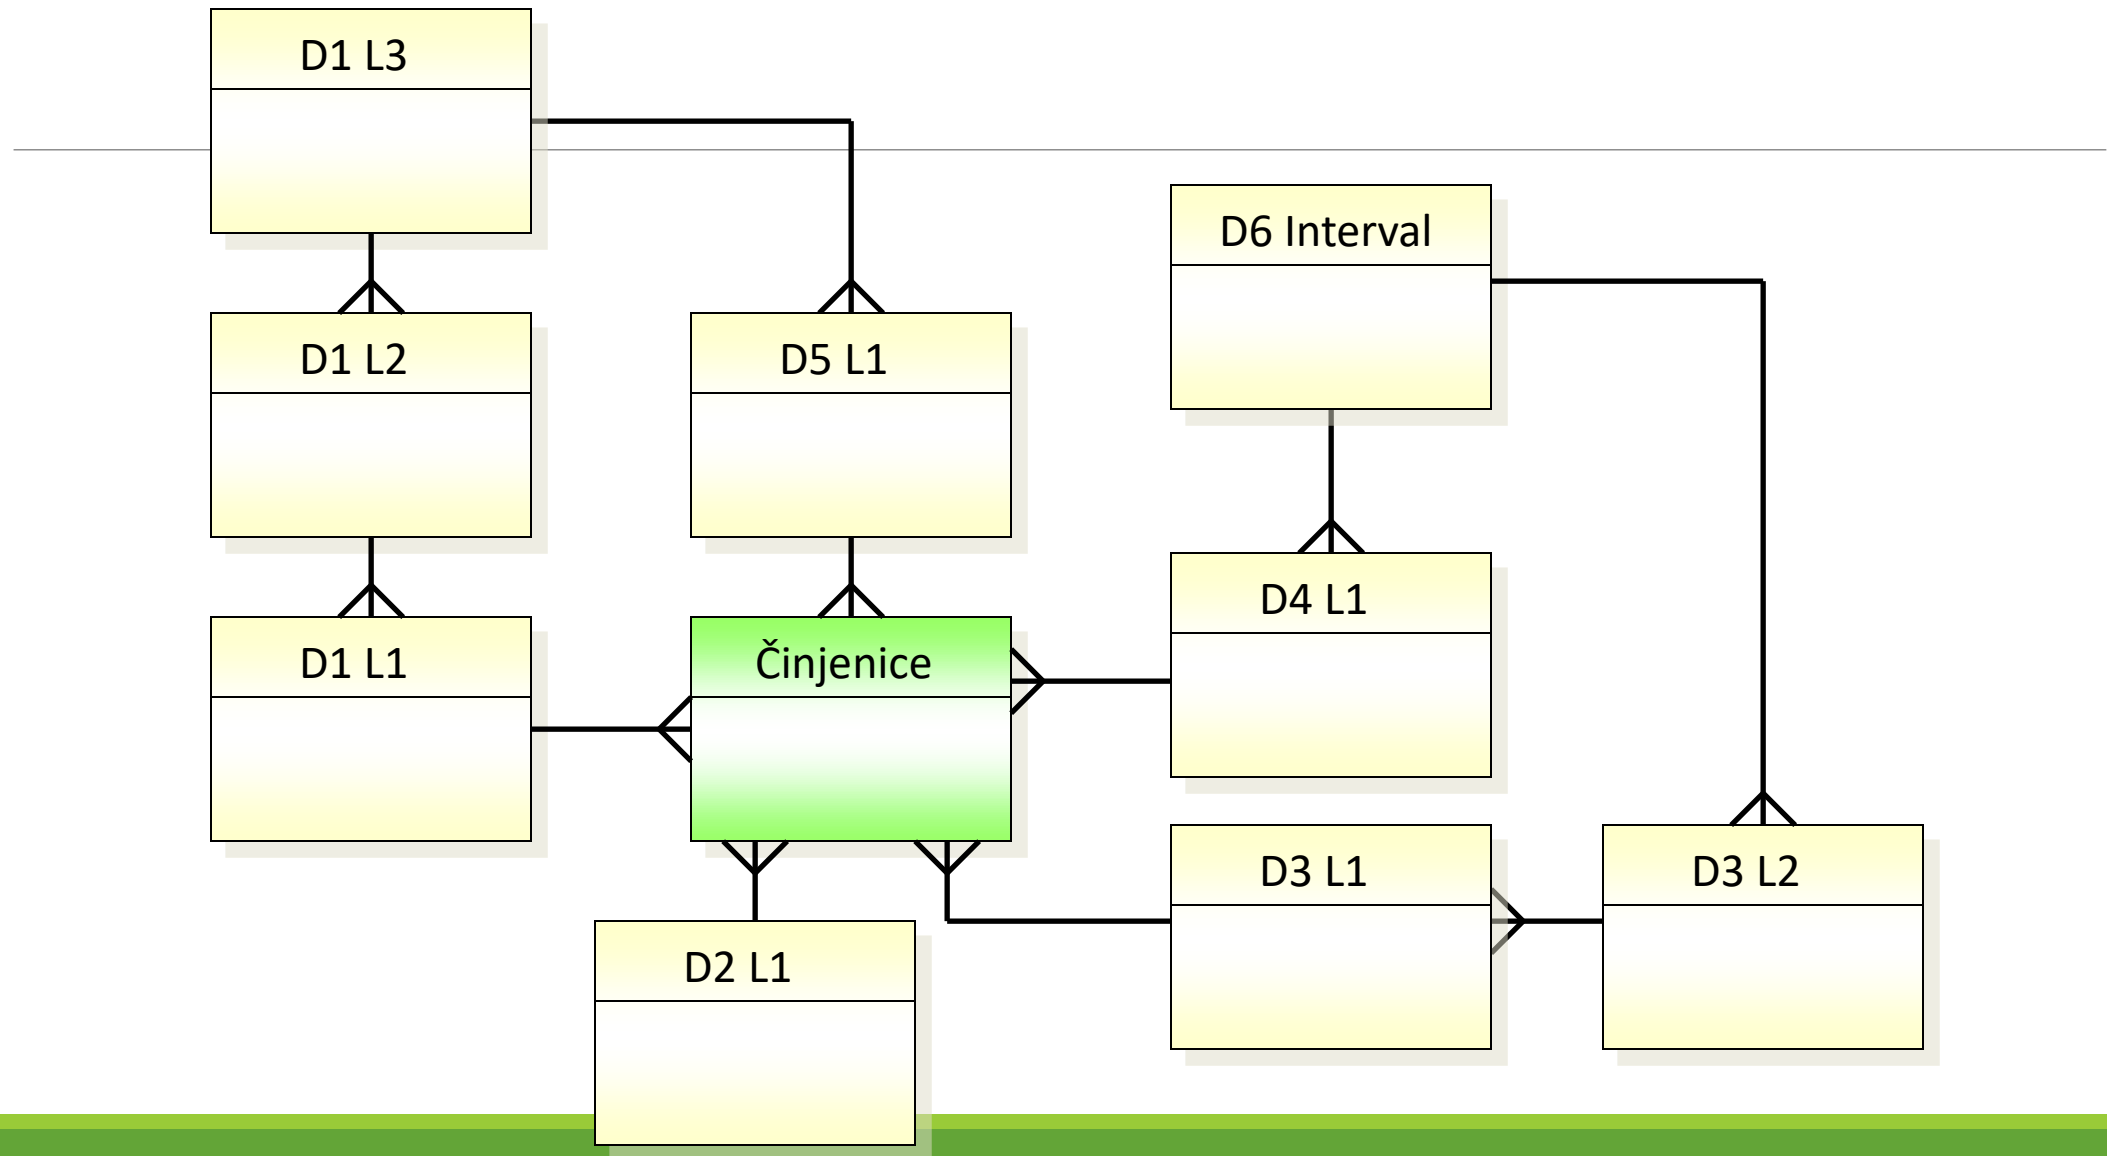 D1 L3
D6 Interval
D1 L2
D5 L1
D4 L1
D1 L1
Činjenice
D3 L1
D3 L2
D2 L1